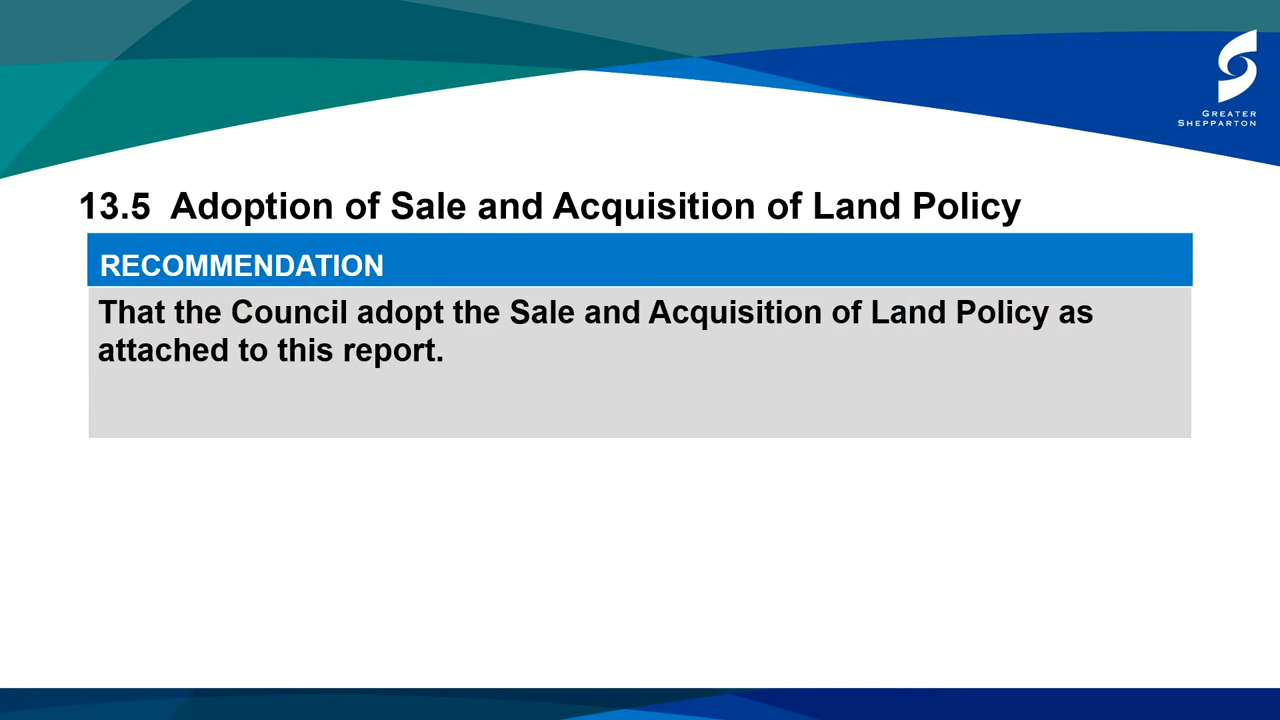 GREATER
SHEPPARTON
13.5 Adoption of Sale and Acquisition of Land Policy
RECOMMENDATION
That the Council adopt the Sale and Acquisition of Land Policy as
attached to this report.